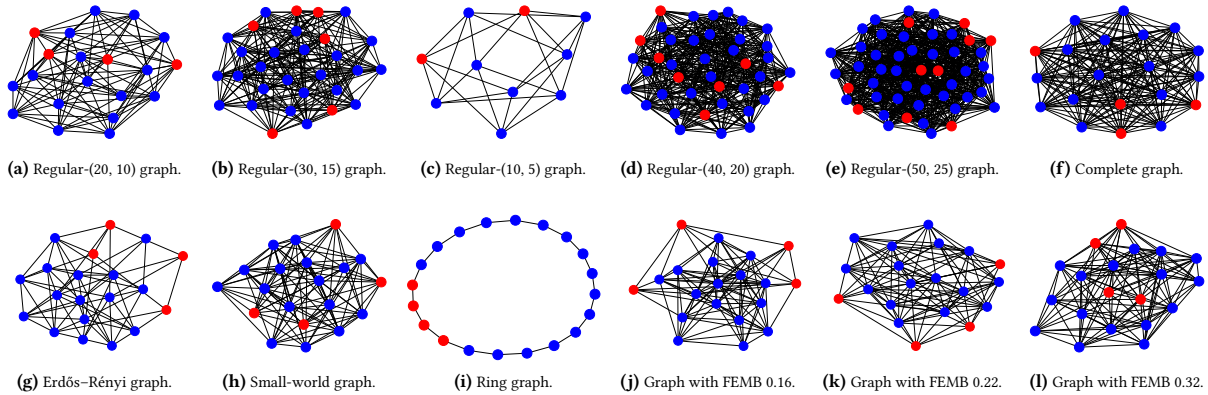 (a) Regular-(20, 10) graph. (b) Regular-(30, 15) graph. (c) Regular-(10, 5) graph. (d) Regular-(40, 20) graph. (e) Regular-(50, 25) graph. (f) Complete graph.
(g) Erdős–Rényi graph. (h) Small-world graph. (i) Ring graph. (j) Graph with FEMB 0.16. (k) Graph with FEMB 0.22. (l) Graph with FEMB 0.32.